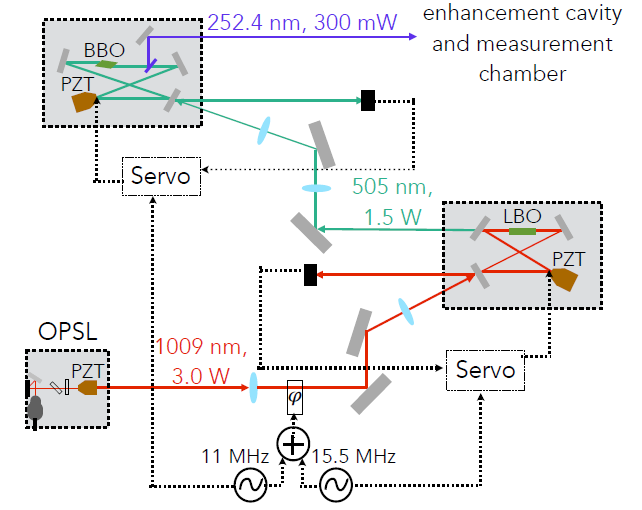 252.4 nm, 300 mW
enhancement cavity
and measurement
chamber
BBO
PZT
Servo
505 nm,
1.5 W
LBO
PZT
OPSL
PZT
1009 nm,
3.0 W
Servo
φ
+
11 MHz
15.5 MHz